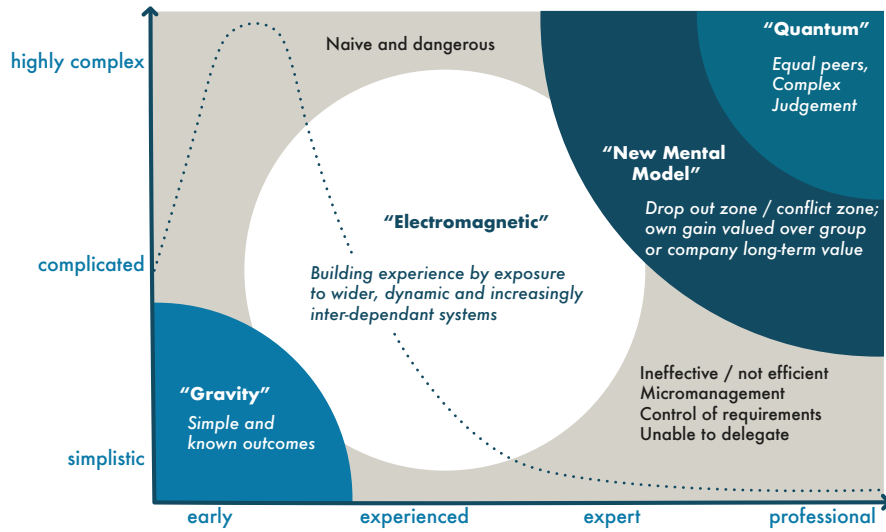 highly complex
Naive and dangerous
“Quantum”
Equal peers,
Complex
Judgement
“New Mental
Model”
Drop out zone / conflict zone;
own gain valued over group
or company long-term value
“Electromagnetic”
complicated
Building experience by exposure
to wider, dynamic and increasingly
inter-dependant systems
“Gravity”
Simple and
known outcomes
Ineffective / not efficient
Micromanagement
Control of requirements
Unable to delegate
simplistic
early
experienced
expert
professional